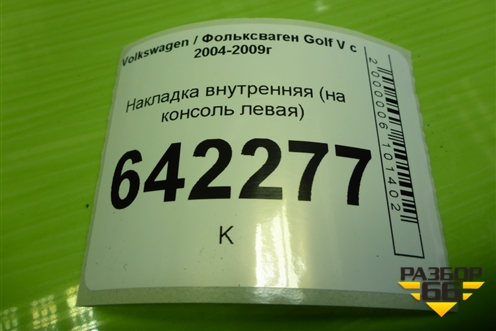 Volkswagen / Фольксваген Golf V с
2004-2009г
Накладка внутренняя (на
консоль левая)
642277
К
2000006101402
РАЗБОР
66